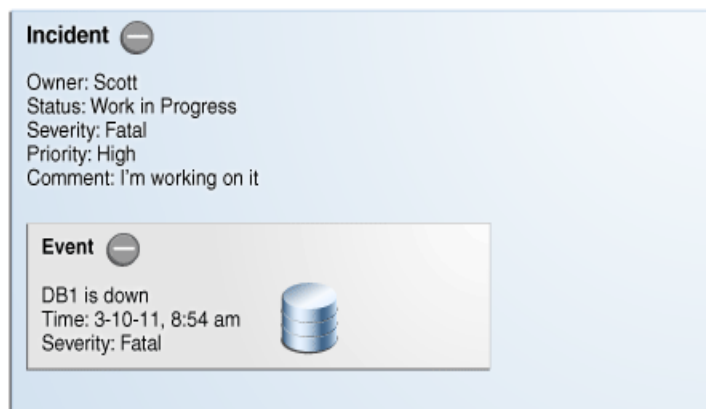 Incident
Owner: Scott
Status: Work in Progress
Severity: Fatal
Priority: High
Comment: I'm working on it
Event
DB1 is down
Time: 3-10-11, 8:54 am
Severity: Fatal